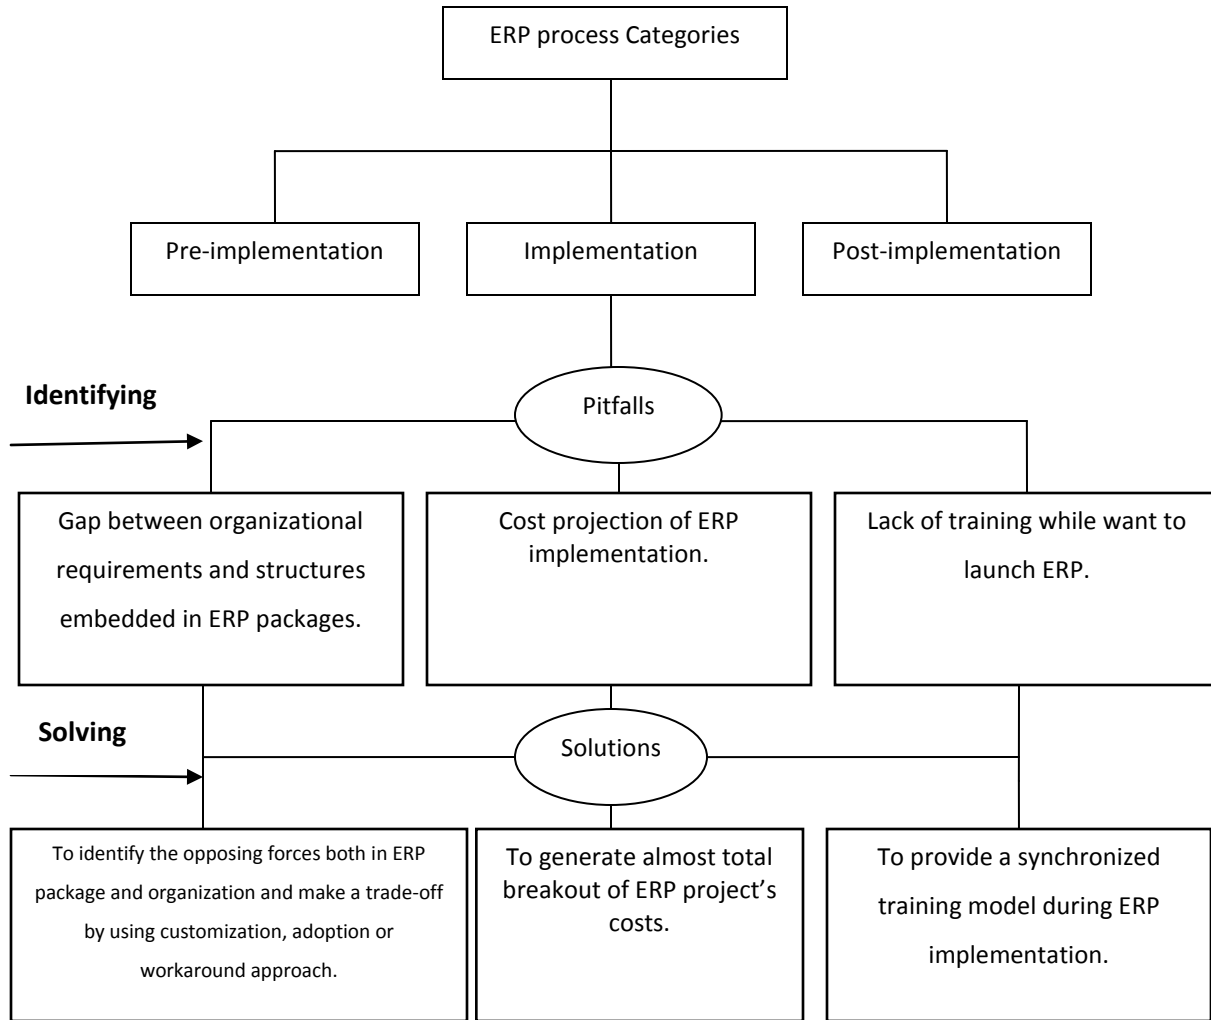 ERP process Categories
Pre-implementation
Implementation
Post-implementation
Identifying
Pitfalls
Gap between organizational
requirements and structures
embedded in ERP packages.
Cost projection of ERP
implementation.
Lack of training while want to
launch ERP.
Solving
Solutions
To identify the opposing forces both in ERP
package and organization and make a trade-off
by using customization, adoption or
workaround approach.
To generate almost total
breakout of ERP project’s
costs.
To provide a synchronized
training model during ERP
implementation.